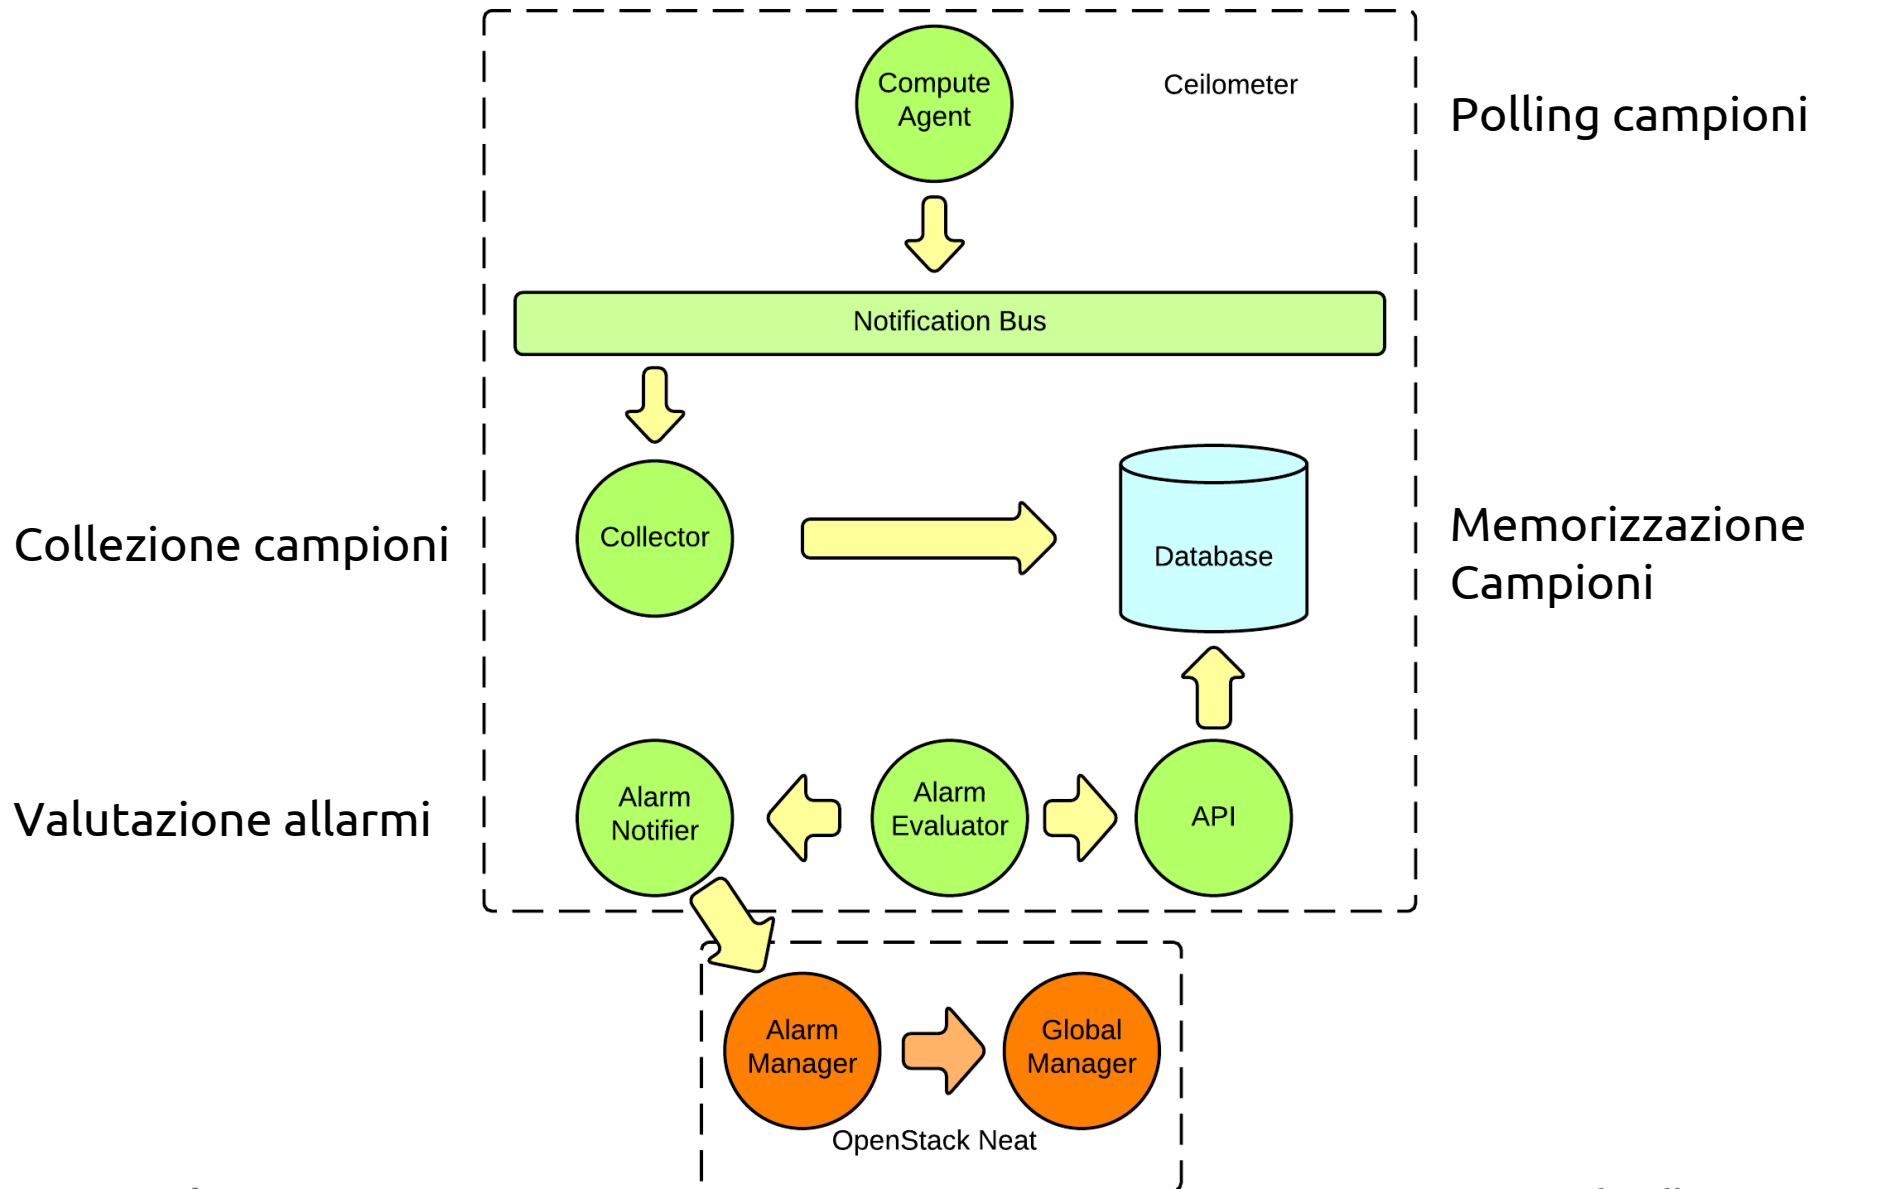 Compute
Agent
Ceilometer
Polling campioni
Notification Bus
Collezione campioni
Collector
Database
Memorizzazione
Campioni
Valutazione allarmi
Alarm
Notifier
Alarm
Evaluator
API
Alarm
Manager
Global
Manager
OpenStack Neat